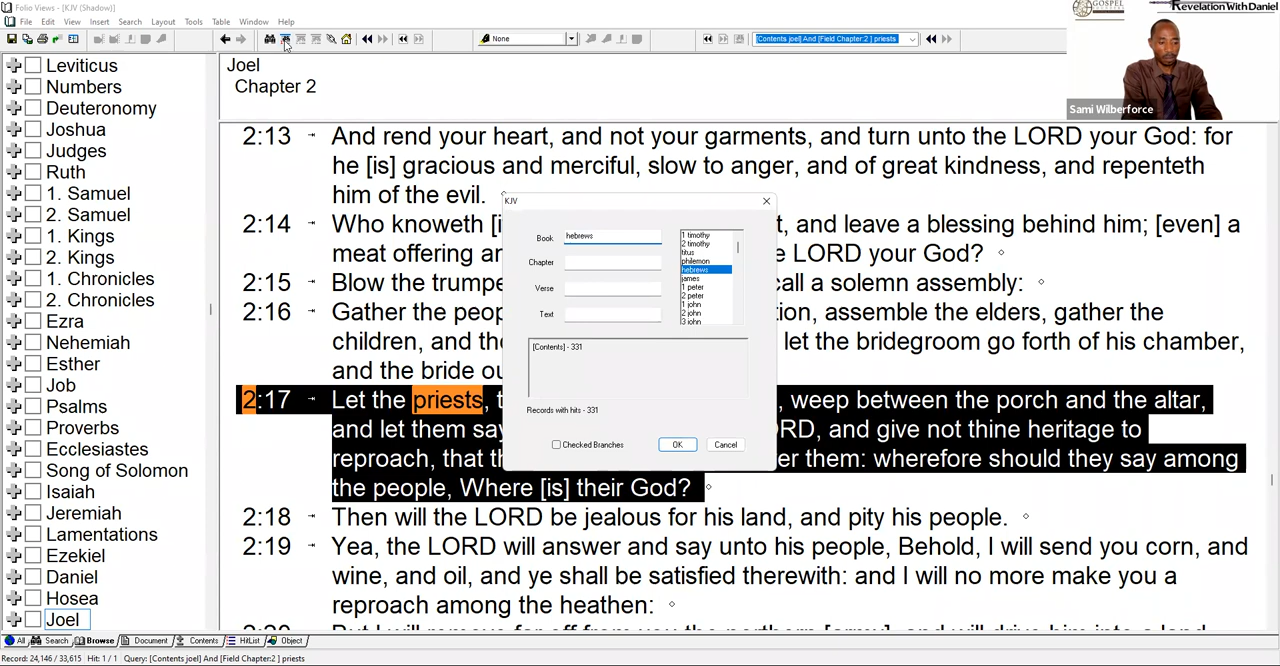 Folio Views - [KJV (Shadow)]
File Edit View Insert Search Layout Tools Table Window Help
None
[Contents joel] And [Field Chapter:2 ] priests
GOSPEL
Revelation With Daniel
Sami Wilberforce
Leviticus
Numbers
Deuteronomy
Joshua
Judges
Ruth
1. Samuel
2. Samuel
1. Kings
2. Kings
1. Chronicles
2. Chronicles
Ezra
Nehemiah
Esther
Job
Psalms
Proverbs
Ecclesiastes
Song of Solomon
Isaiah
Jeremiah
Lamentations
Ezekiel
Daniel
Hosea
Joel
Joel
Chapter 2
2:13 And rend your heart, and not your garments, and turn unto the LORD your God: for
he [is] gracious and merciful, slow to anger, and of great kindness, and repenteth
him of the evil.
2:14 Who knoweth [i t, and leave a blessing behind him; [even] a
meat offering an e LORD your God?
2:15 Blow the trumpe call a solemn assembly:
2:16 Gather the peop tion, assemble the elders, gather the
children, and th let the bridegroom go forth of his chamber,
and the bride ou
2:17 Let the priests, t , weep between the porch and the altar,
and let them say RD, and give not thine heritage to
reproach, that th er them: wherefore should they say among
the people, Where [is] their God?
2:18 Then will the LORD be jealous for his land, and pity his people.
2:19 Yea, the LORD will answer and say unto his people, Behold, I will send you corn, and
wine, and oil, and ye shall be satisfied therewith: and I will no more make you a
reproach among the heathen:
KJV
Book hebrews
Chapter
Verse
Text
1 timothy
2 timothy
titus
philemon
hebrews
james
1 peter
2 peter
1 john
2 john
3 john
[Contents] - 331
Records with hits - 331
Checked Branches
OK
Cancel
All Search Browse Document Contents HitList Object
Record: 24,146 / 33,615 Hit: 1 / 1 Query: [Contents joel] And [Field Chapter:2 ] priests